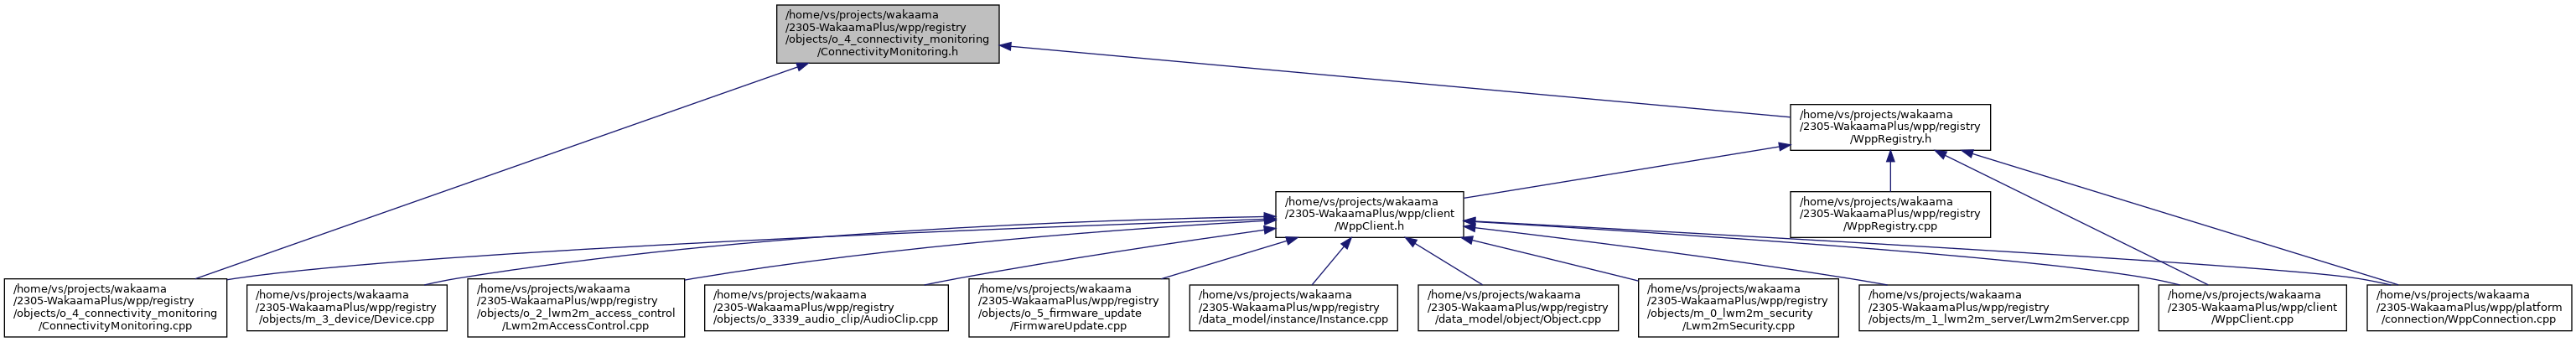 /home/vs/projects/wakaama
/2305-WakaamaPlus/wpp/registry
/objects/o_4_connectivity_monitoring
/ConnectivityMonitoring.h
/home/vs/projects/wakaama
/2305-WakaamaPlus/wpp/registry
/WppRegistry.h
/home/vs/projects/wakaama
/2305-WakaamaPlus/wpp/client
/WppClient.h
/home/vs/projects/wakaama
/2305-WakaamaPlus/wpp/registry
/WppRegistry.cpp
/home/vs/projects/wakaama
/2305-WakaamaPlus/wpp/registry
/objects/o_4_connectivity_monitoring
/ConnectivityMonitoring.cpp
/home/vs/projects/wakaama
/2305-WakaamaPlus/wpp/registry
/objects/m_3_device/Device.cpp
/home/vs/projects/wakaama
/2305-WakaamaPlus/wpp/registry
/objects/o_2_lwm2m_access_control
/Lwm2mAccessControl.cpp
/home/vs/projects/wakaama
/2305-WakaamaPlus/wpp/registry
/objects/o_3339_audio_clip/AudioClip.cpp
/home/vs/projects/wakaama
/2305-WakaamaPlus/wpp/registry
/objects/o_5_firmware_update
/FirmwareUpdate.cpp
/home/vs/projects/wakaama
/2305-WakaamaPlus/wpp/registry
/data_model/instance/Instance.cpp
/home/vs/projects/wakaama
/2305-WakaamaPlus/wpp/registry
/data_model/object/Object.cpp
/home/vs/projects/wakaama
/2305-WakaamaPlus/wpp/registry
/objects/m_0_lwm2m_security
/Lwm2mSecurity.cpp
/home/vs/projects/wakaama
/2305-WakaamaPlus/wpp/registry
/objects/m_1_lwm2m_server/Lwm2mServer.cpp
/home/vs/projects/wakaama
/2305-WakaamaPlus/wpp/client
/WppClient.cpp
/home/vs/projects/wakaama
/2305-WakaamaPlus/wpp/platform
/connection/WppConnection.cpp